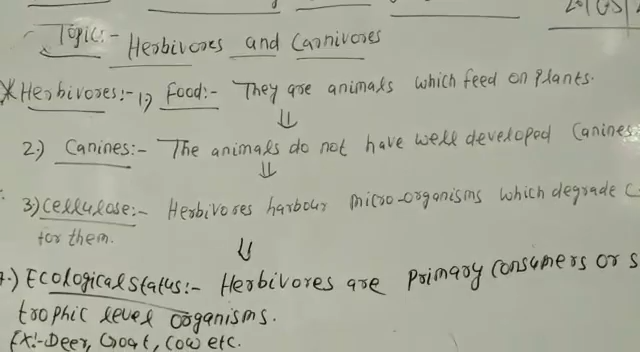 Topic:- Herbivores and Carnivores
* Herbivores:- 1.) Food:- They are animals which feed on plants.
2.) Canines:- The animals do not have well developed Canines
3.) Cellulose:- Herbivores harbour micro-organisms which degrade C
for them.
.) Ecological status:- Herbivores are primary consumers or s
trophic level organisms.
Ex:- Deer, Goat, Cow etc.